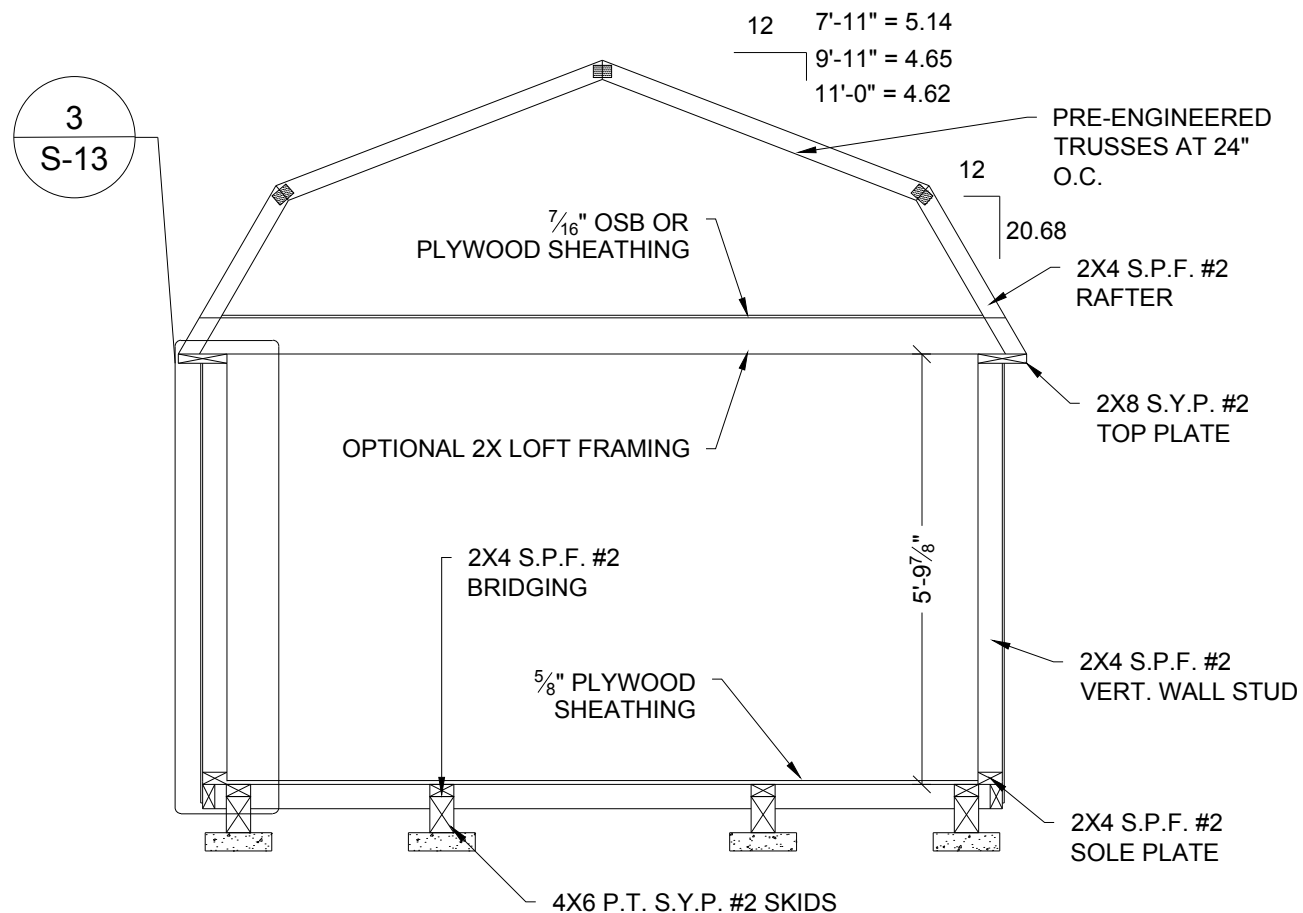 12
7'-11" = 5.14
9'-11" = 4.65
11'-0" = 4.62
3
S-13
PRE-ENGINEERED
TRUSSES AT 24"
O.C.
12
20.68
7/16" OSB OR
PLYWOOD SHEATHING
2X4 S.P.F. #2
RAFTER
2X8 S.Y.P. #2
TOP PLATE
OPTIONAL 2X LOFT FRAMING
5'-9 7/8"
2X4 S.P.F. #2
BRIDGING
2X4 S.P.F. #2
VERT. WALL STUD
5/8" PLYWOOD
SHEATHING
2X4 S.P.F. #2
SOLE PLATE
4X6 P.T. S.Y.P. #2 SKIDS